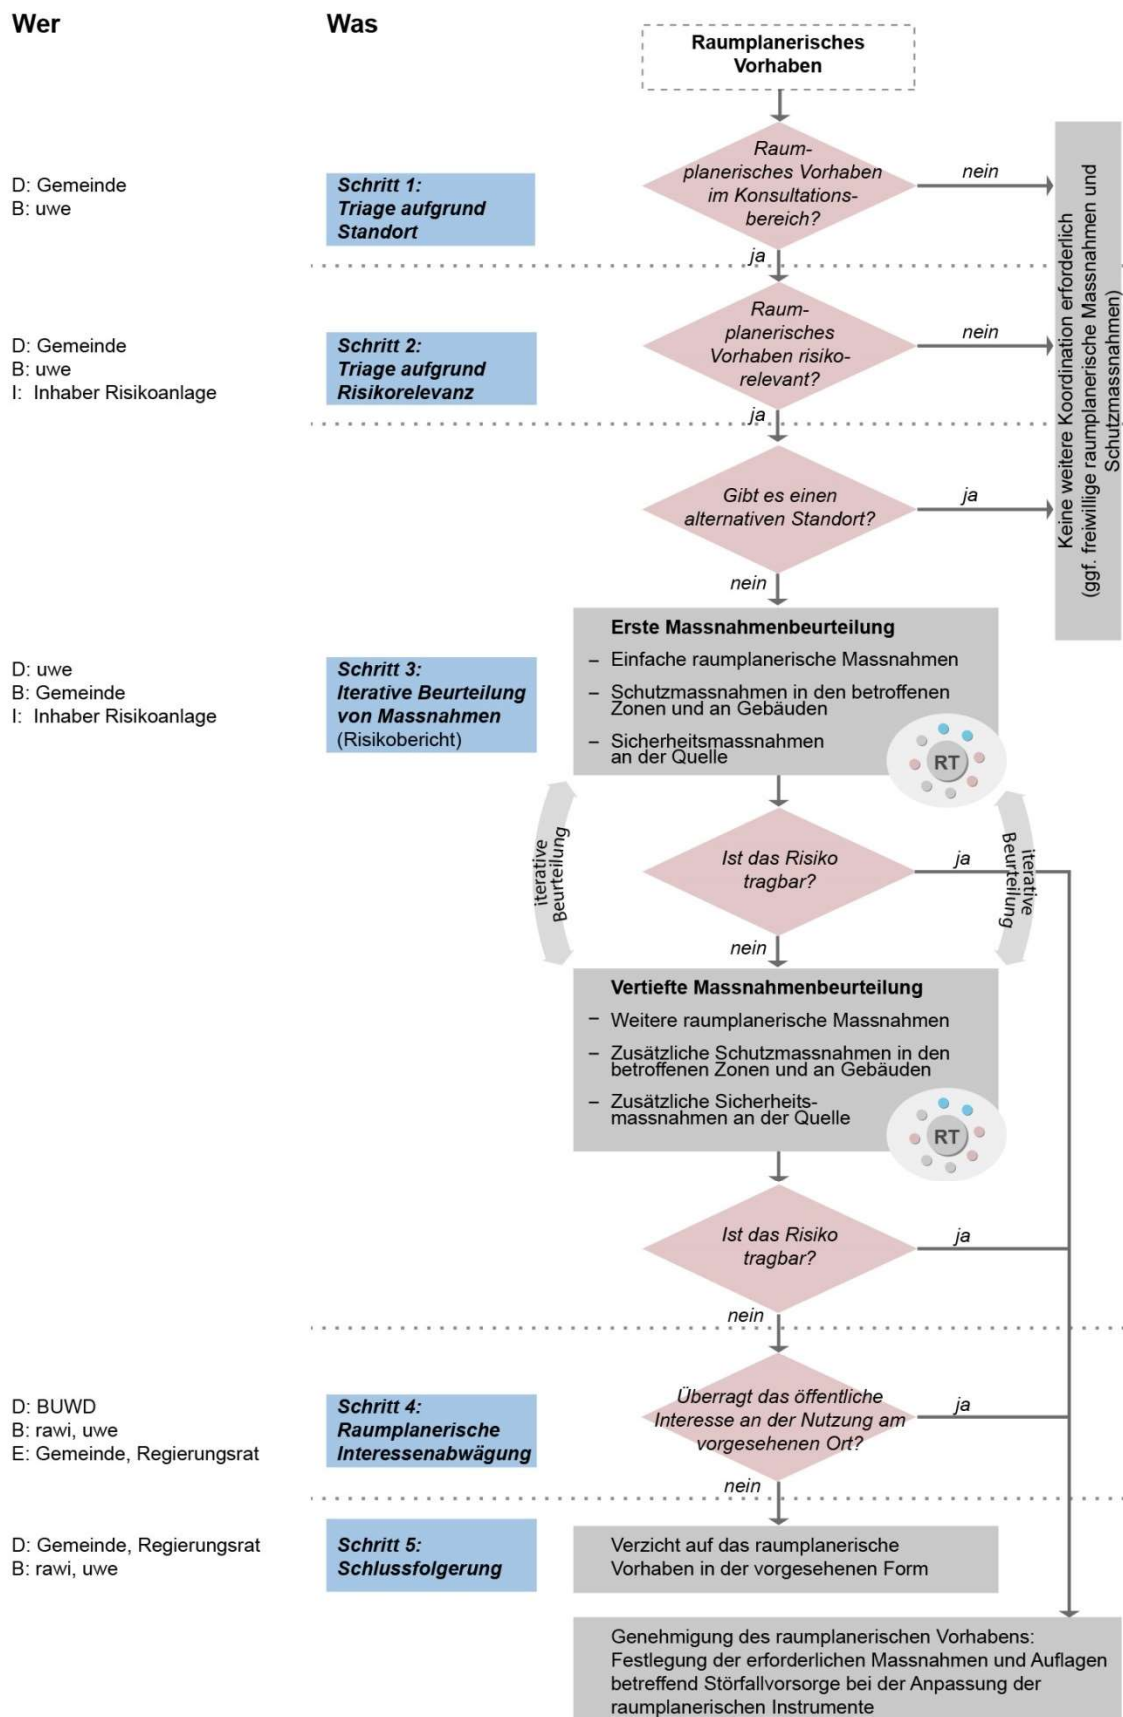 Wer
Was
Raumplanerisches
Vorhaben
Raum-
planerisches Vorhaben
im Konsultations-
bereich?
nein
ja
D: Gemeinde
B: uwe
Schritt 1:
Triage aufgrund
Standort
Keine weitere Koordination erforderlich
(ggf. freiwillige raumplanerische Massnahmen und
Schutzmassnahmen)
D: Gemeinde
B: uwe
I: Inhaber Risikoanlage
Schritt 2:
Triage aufgrund
Risikorelevanz
Raum-
planerisches
Vorhaben risiko-
relevant?
nein
ja
Gibt es einen
alternativen Standort?
ja
nein
D: uwe
B: Gemeinde
I: Inhaber Risikoanlage
Schritt 3:
Iterative Beurteilung
von Massnahmen
(Risikobericht)
Erste Massnahmenbeurteilung
– Einfache raumplanerische Massnahmen
– Schutzmassnahmen in den betroffenen
Zonen und an Gebäuden
– Sicherheitsmassnahmen
an der Quelle
RT
iterative
Beurteilung
Ist das Risiko
tragbar?
ja
iterative
Beurteilung
nein
Vertiefte Massnahmenbeurteilung
– Weitere raumplanerische Massnahmen
– Zusätzliche Schutzmassnahmen in den
betroffenen Zonen und an Gebäuden
– Zusätzliche Sicherheits-
massnahmen an der Quelle
RT
Ist das Risiko
tragbar?
ja
nein
D: BUWD
B: rawi, uwe
E: Gemeinde, Regierungsrat
Schritt 4:
Raumplanerische
Interessenabwägung
Überragt das öffentliche
Interesse an der Nutzung am
vorgesehenen Ort?
ja
nein
D: Gemeinde, Regierungsrat
B: rawi, uwe
Schritt 5:
Schlussfolgerung
Verzicht auf das raumplanerische
Vorhaben in der vorgesehenen Form
Genehmigung des raumplanerischen Vorhabens:
Festlegung der erforderlichen Massnahmen und Auflagen
betreffend Störfallvorsorge bei der Anpassung der
raumplanerischen Instrumente